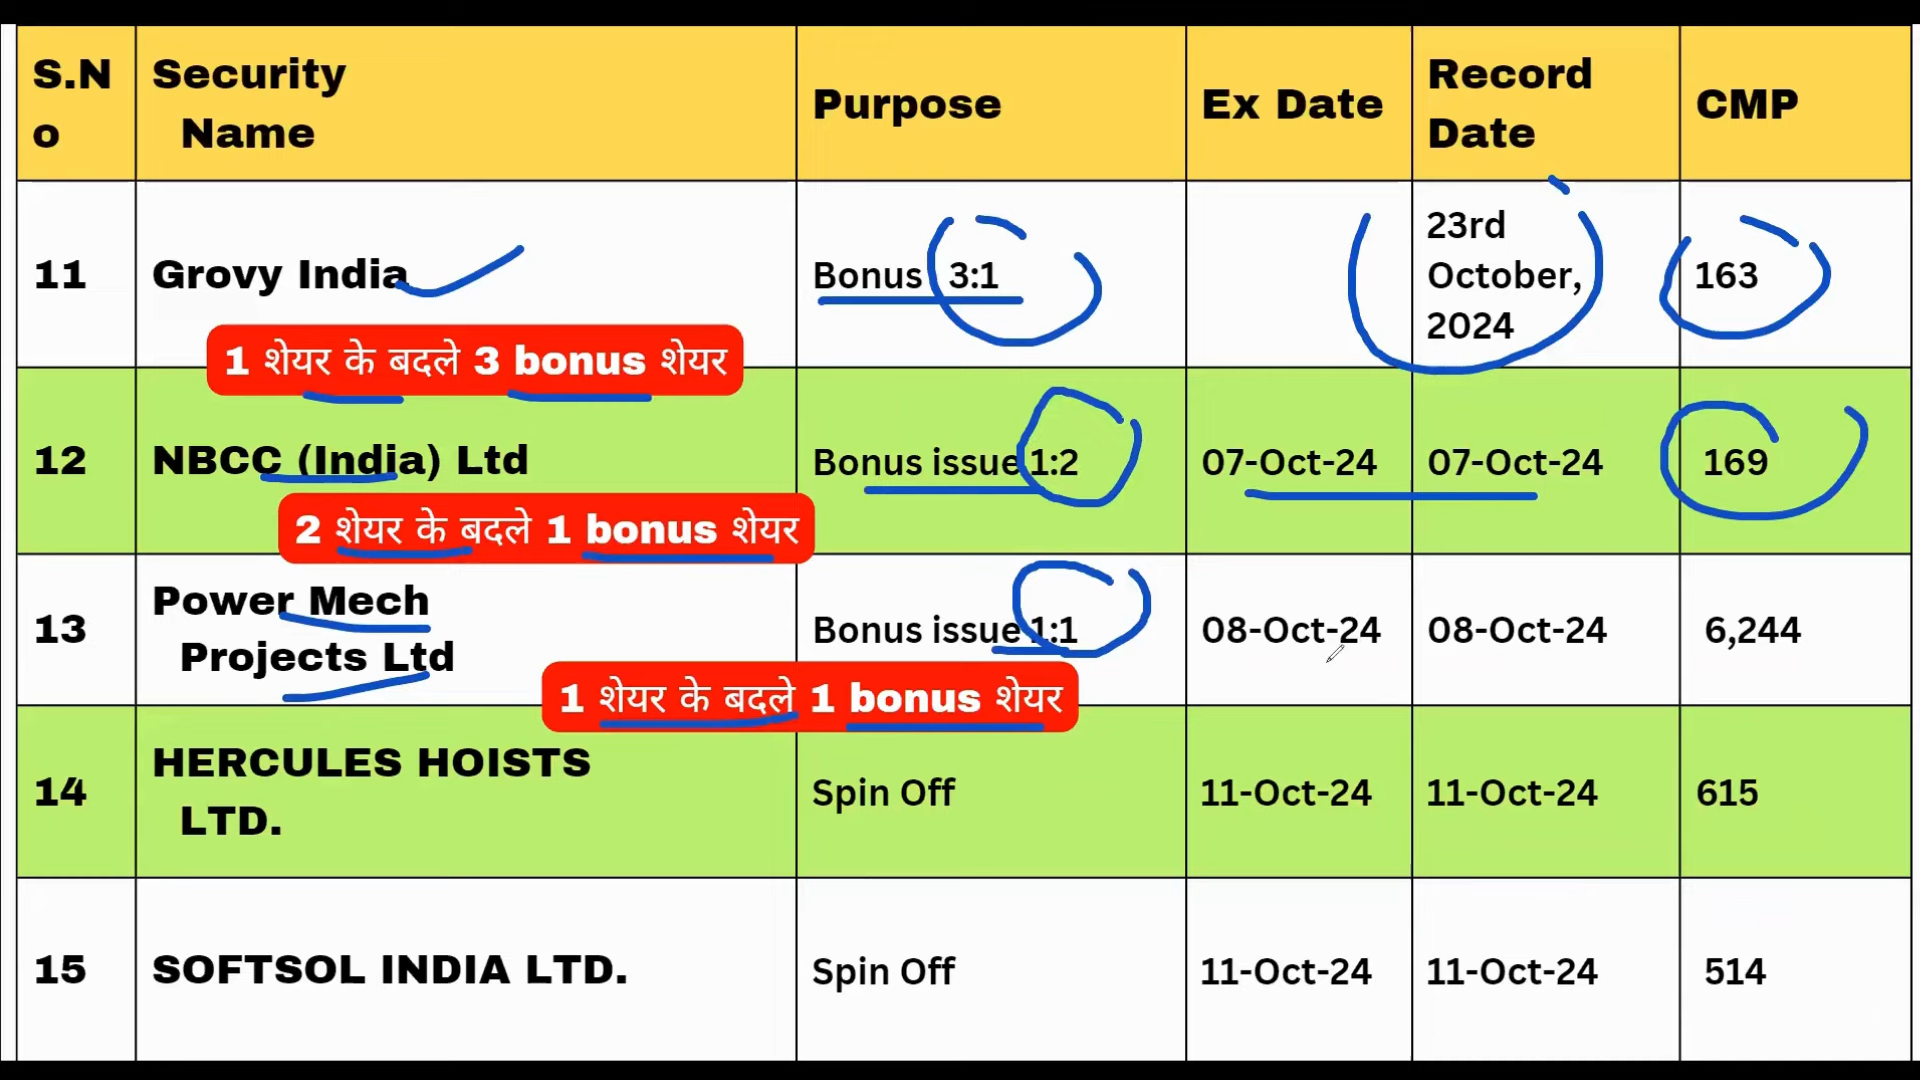 S.N
o
Security
Name
Purpose
Ex Date
Record
Date
CMP
11
Grovy India
Bonus 3:1
23rd
October,
2024
163
1 शेयर के बदले 3 bonus शेयर
12
NBCC (India) Ltd
Bonus issue 1:2
07-Oct-24
07-Oct-24
169
2 शेयर के बदले 1 bonus शेयर
13
Power Mech
Projects Ltd
Bonus issue 1:1
08-Oct-24
08-Oct-24
6,244
1 शेयर के बदले 1 bonus शेयर
14
HERCULES HOISTS
LTD.
Spin Off
11-Oct-24
11-Oct-24
615
15
SOFTSOL INDIA LTD.
Spin Off
11-Oct-24
11-Oct-24
514